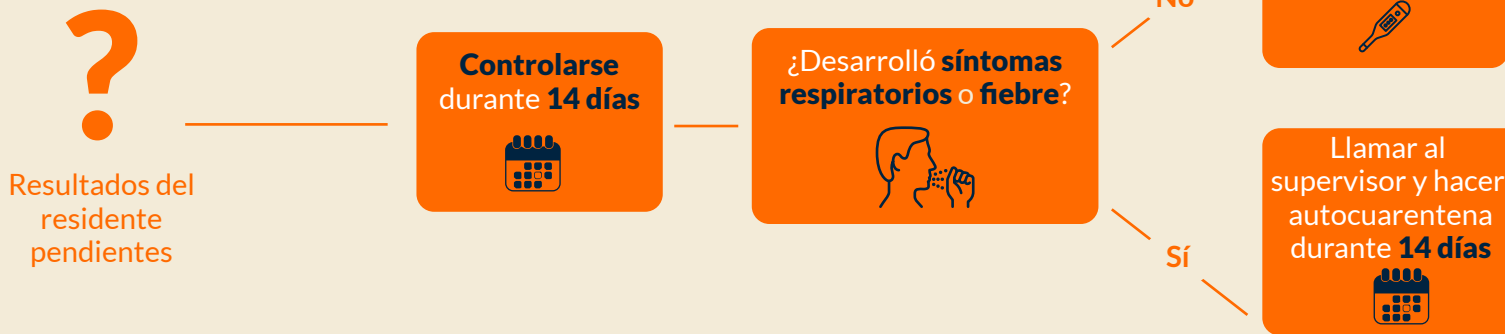 ?
Resultados del
residente
pendientes
Controlarse
durante 14 días
¿Desarrolló síntomas
respiratorios o fiebre?
No
Sí
Llamar al
supervisor y hacer
autocuarentena
durante 14 días